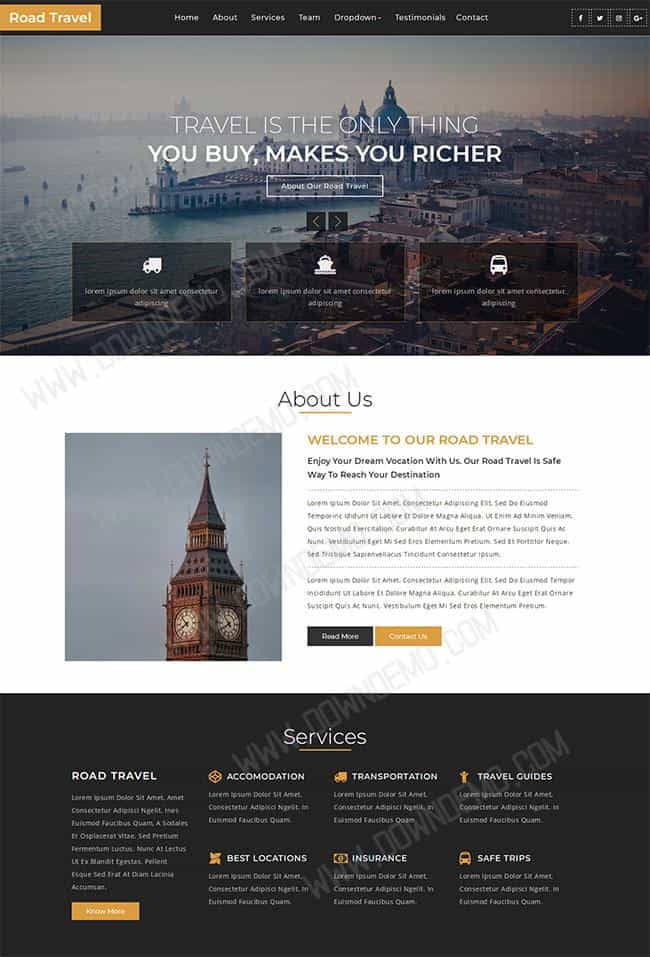 Road Travel
Home About Services Team Dropdown Testimonials Contact
TRAVEL IS THE ONLY THING
YOU BUY, MAKES YOU RICHER
About Our Road Travel
lorem ipsum dolor sit amet consectetur
adipiscing
lorem ipsum dolor sit amet consectetur
adipiscing
lorem ipsum dolor sit amet consectetur
adipiscing
WWW.DOWNDEMO.COM
About Us
WELCOME TO OUR ROAD TRAVEL
Enjoy Your Dream Vocation With Us. Our Road Travel Is Safe
Way To Reach Your Destination
Lorem Ipsum Dolor Sit Amet, Consectetur Adipiscing Elit, Sed Do Eiusmod
Temporinc Ididunt Ut Labore Et Dolore Magna Aliqua. Ut Enim Ad Minim Veniam,
Quis Nostrud Exercitation. Curabitur Ac Arcu Eget Erat Ornare Suscipit Quis Ac
Nunc. Vestibulum Eget Mi Sed Eros Elementum Pretium. Sed Et Porttitor Neque,
Sed Tristique Sapienvellacus Tincidunt Consectetur Ipsum.
Lorem Ipsum Dolor Sit Amet, Consectetur Adipiscing Elit, Sed Do Eiusmod Tempor
Incididunt Ut Labore Et Dolore Magna Aliqua. Curabitur Ac Arcu Eget Erat Ornare
Suscipit Quis Ac Nunc. Vestibulum Eget Mi Sed Eros Elementum Pretium.
Read More
Contact Us
WWW.DOWNDEMO.COM
Services
ROAD TRAVEL
Lorem Ipsum Dolor Sit Amet, Amet
Consectetur Adipisci Ngelit, Ines
Euismod Faucibus Quam, A Sodales
Er Osplacerat Vitae. Sed Pretium
Fermentum Luctus. Nunc At Lectus
Ut Ex Blandit Egestas. Pellent
Esque Sed Erat At Diam Lacinia
Accumsan.
Know More
ACCOMODATION
Lorem Ipsum Dolor Sit Amet,
Consectetur Adipisci Ngelit, In
Euismod Faucibus Quam.
TRANSPORTATION
Lorem Ipsum Dolor Sit Amet,
Consectetur Adipisci Ngelit, In
Euismod Faucibus Quam.
TRAVEL GUIDES
Lorem Ipsum Dolor Sit Amet,
Consectetur Adipisci Ngelit, In
Euismod Faucibus Quam.
BEST LOCATIONS
Lorem Ipsum Dolor Sit Amet,
Consectetur Adipisci Ngelit, In
Euismod Faucibus Quam.
INSURANCE
Lorem Ipsum Dolor Sit Amet,
Consectetur Adipisci Ngelit, In
Euismod Faucibus Quam.
SAFE TRIPS
Lorem Ipsum Dolor Sit Amet,
Consectetur Adipisci Ngelit, In
Euismod Faucibus Quam.
WWW.DOWNDEMO.COM